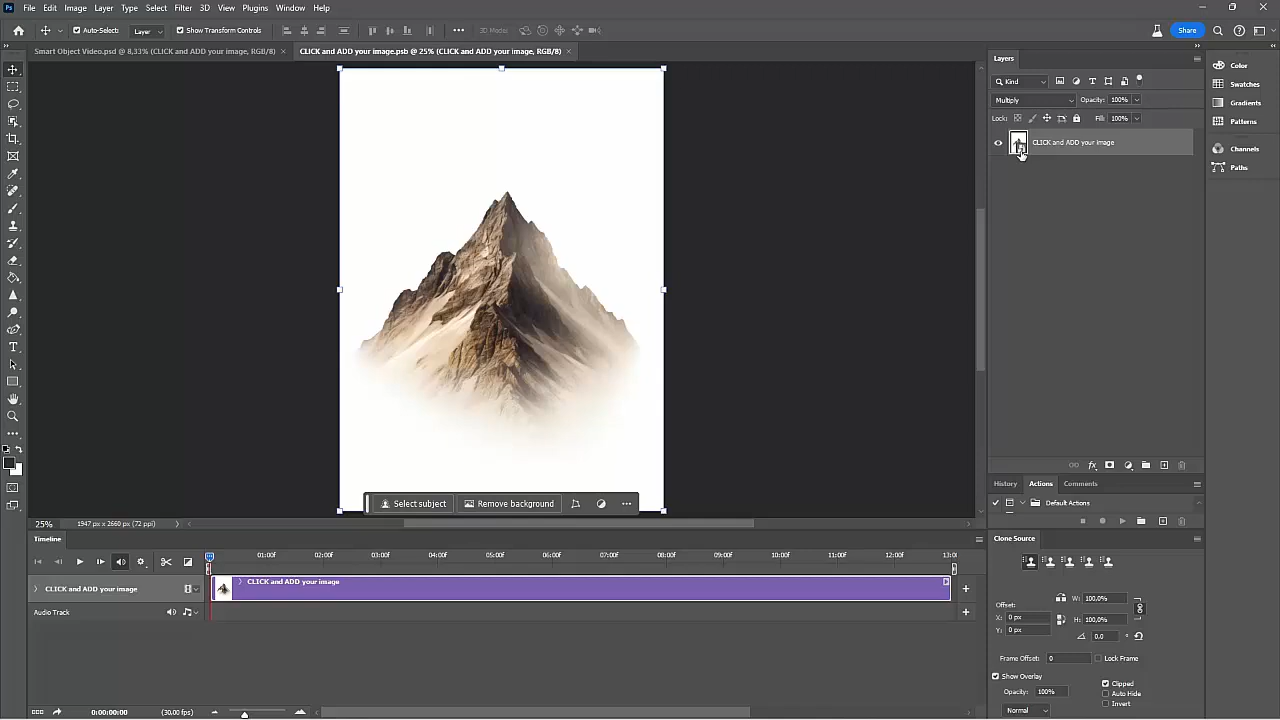 File Edit Image Layer Type Select Filter 3D View Plugins Window Help
Auto-Select: Layer Show Transform Controls 3D Mode: Share
Smart Object Video.psd @ 8,33% (CLICK and ADD your image, RGB/8) × CLICK and ADD your image.psb @ 25% (CLICK and ADD your image, RGB/8) ×
Layers
Color
Kind
Swatches
Multiply Opacity: 100%
Gradients
Lock: Fill: 100%
Patterns
CLICK and ADD your image
Channels
Paths
History Actions Comments
Default Actions
Select subject Remove background
25% 1947 px x 2660 px (72 ppi)
Timeline
Clone Source
01:00f 02:00f 03:00f 04:00f 05:00f 06:00f 07:00f 08:00f 09:00f 10:00f 11:00f 12:00f 13:0
CLICK and ADD your image
CLICK and ADD your image
Audio Track
Offset: W: 100.0%
X: 0 px H: 100,0%
Y: 0 px 0,0 °
Frame Offset: 0 Lock Frame
Show Overlay Clipped
Opacity: 100% Auto Hide
Invert
Normal
0:00:00:00 (30,00 fps)